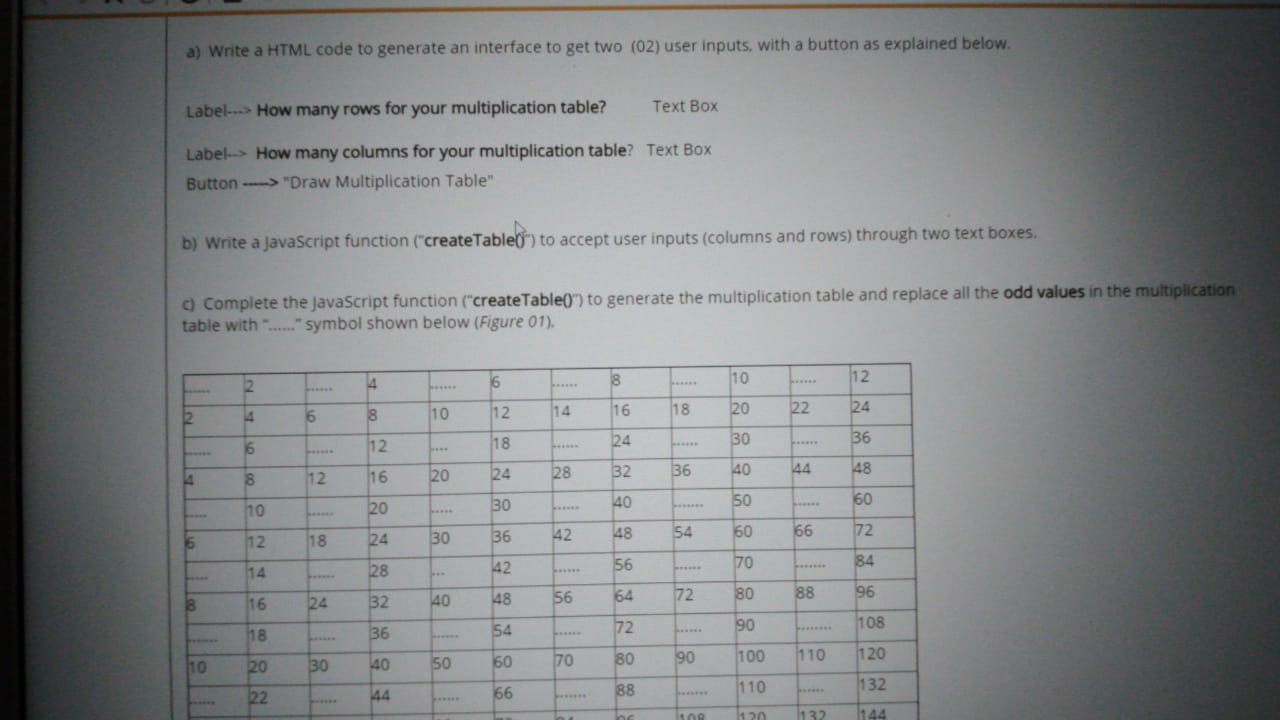 a) Write a HTML code to generate an interface to get two (02) user inputs, with a button as explained below.
Label---> How many rows for your multiplication table? Text Box
Label--> How many columns for your multiplication table? Text Box
Button -----> "Draw Multiplication Table"
b) Write a JavaScript function ("createTable()") to accept user inputs (columns and rows) through two text boxes.
c) Complete the JavaScript function ("createTable()") to generate the multiplication table and replace all the odd values in the multiplication
table with "......" symbol shown below (Figure 01).
...... 2 ...... 4 ...... 6 ...... 8 ...... 10 ...... 12
2 4 6 8 10 12 14 16 18 20 22 24
...... 6 ...... 12 .... 18 ...... 24 ...... 30 ...... 36
4 8 12 16 20 24 28 32 36 40 44 48
..... 10 ...... 20 ..... 30 ...... 40 ....... 50 ...... 60
6 12 18 24 30 36 42 48 54 60 66 72
..... 14 ...... 28 ... 42 ...... 56 ...... 70 ....... 84
8 16 24 32 40 48 56 64 72 80 88 96
....... 18 ...... 36 ...... 54 ...... 72 ...... 90 ........ 108
10 20 30 40 50 60 70 80 90 100 110 120
...... 22 ...... 44 ...... 66 ....... 88 ....... 110 ...... 132
108 120 132 144